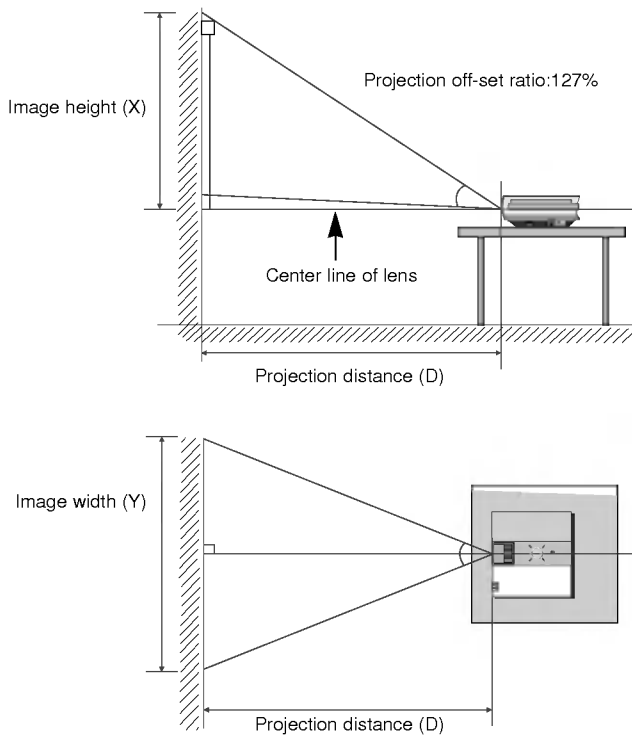 Projection off-set ratio:127%
Image height (X)
Center line of lens
Projection distance (D)
Image width (Y)
Projection distance (D)